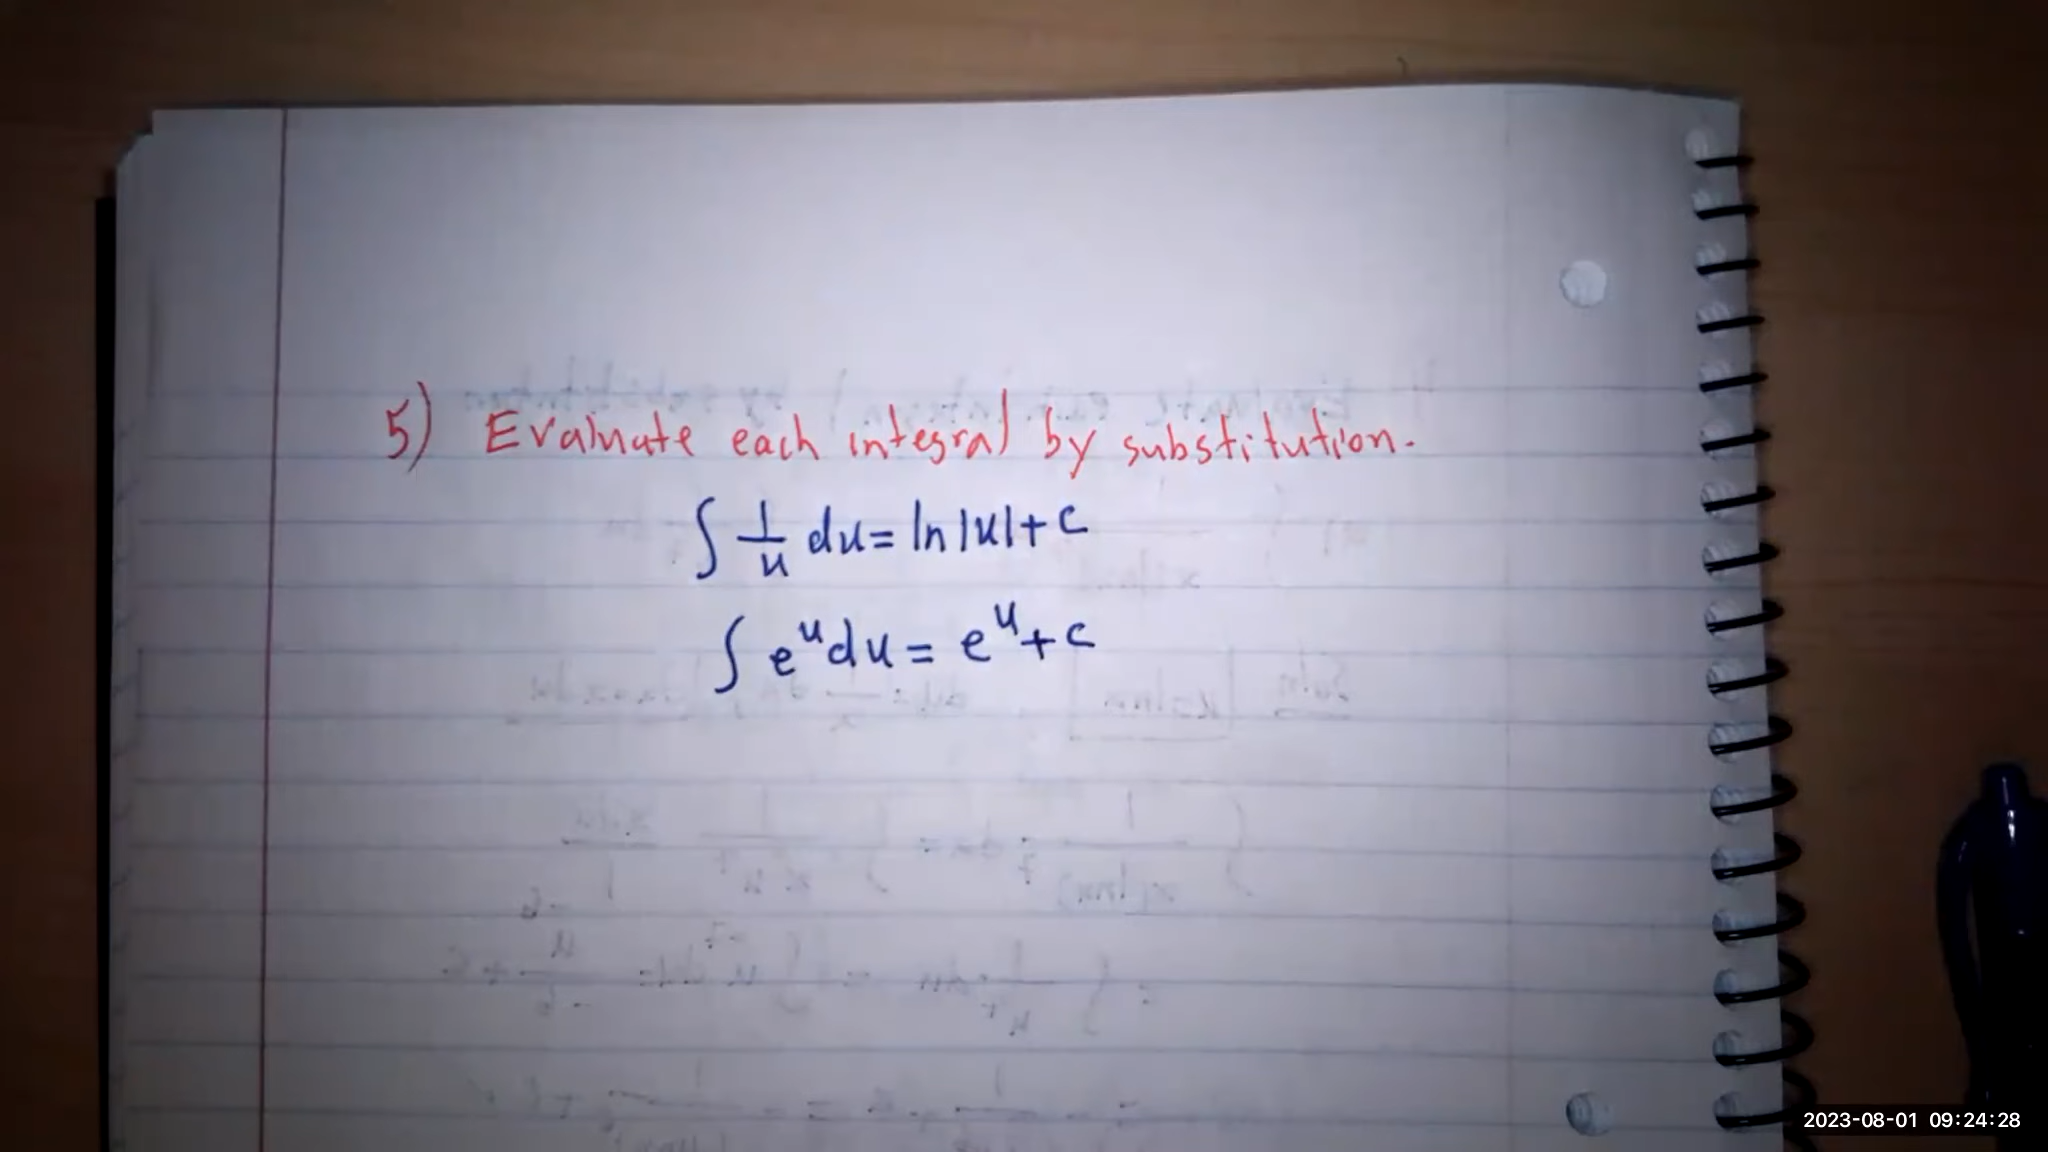 5) Evaluate each integral by substitution.
∫ 1/u du = ln|u| + c
∫ e^u du = e^u + c
2023-08-01 09:24:28